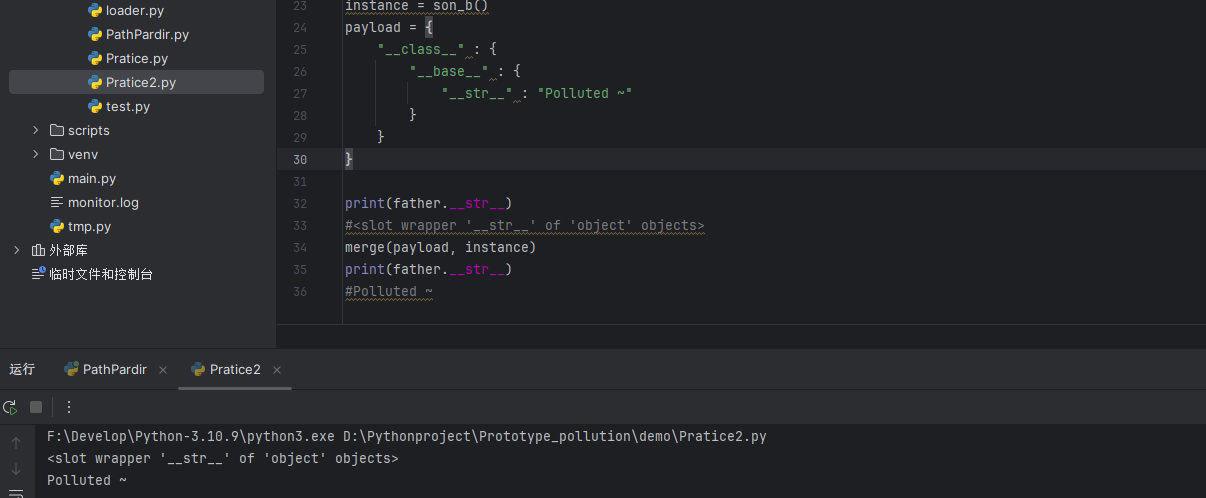 loader.py
PathPardir.py
Pratice.py
Pratice2.py
test.py
scripts
venv
main.py
monitor.log
tmp.py
外部库
临时文件和控制台
23 instance = son_b()
24 payload = {
25 "__class__" : {
26 "__base__" : {
27 "__str__" : "Polluted ~"
28 }
29 }
30 }
31
32 print(father.__str__)
33 #<slot wrapper '__str__' of 'object' objects>
34 merge(payload, instance)
35 print(father.__str__)
36 #Polluted ~
运行 PathPardir Pratice2
F:\Develop\Python-3.10.9\python3.exe D:\Pythonproject\Prototype_pollution\demo\Pratice2.py
<slot wrapper '__str__' of 'object' objects>
Polluted ~